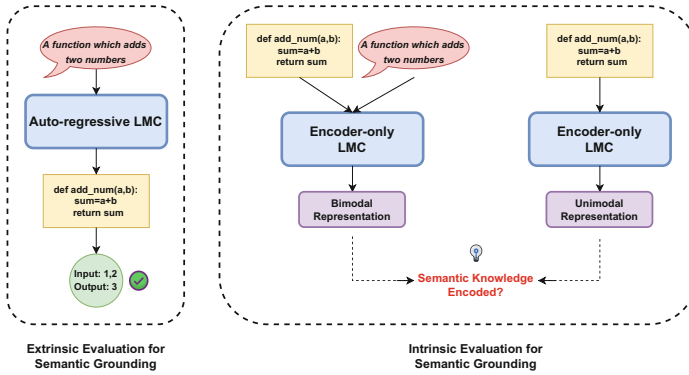 A function which adds
two numbers
Auto-regressive LMC
def add_num(a,b):
sum=a+b
return sum
Input: 1,2
Output: 3
Extrinsic Evaluation for
Semantic Grounding
def add_num(a,b):
sum=a+b
return sum
A function which adds
two numbers
Encoder-only
LMC
Bimodal
Representation
def add_num(a,b):
sum=a+b
return sum
Encoder-only
LMC
Unimodal
Representation
Semantic Knowledge
Encoded?
Intrinsic Evaluation for
Semantic Grounding